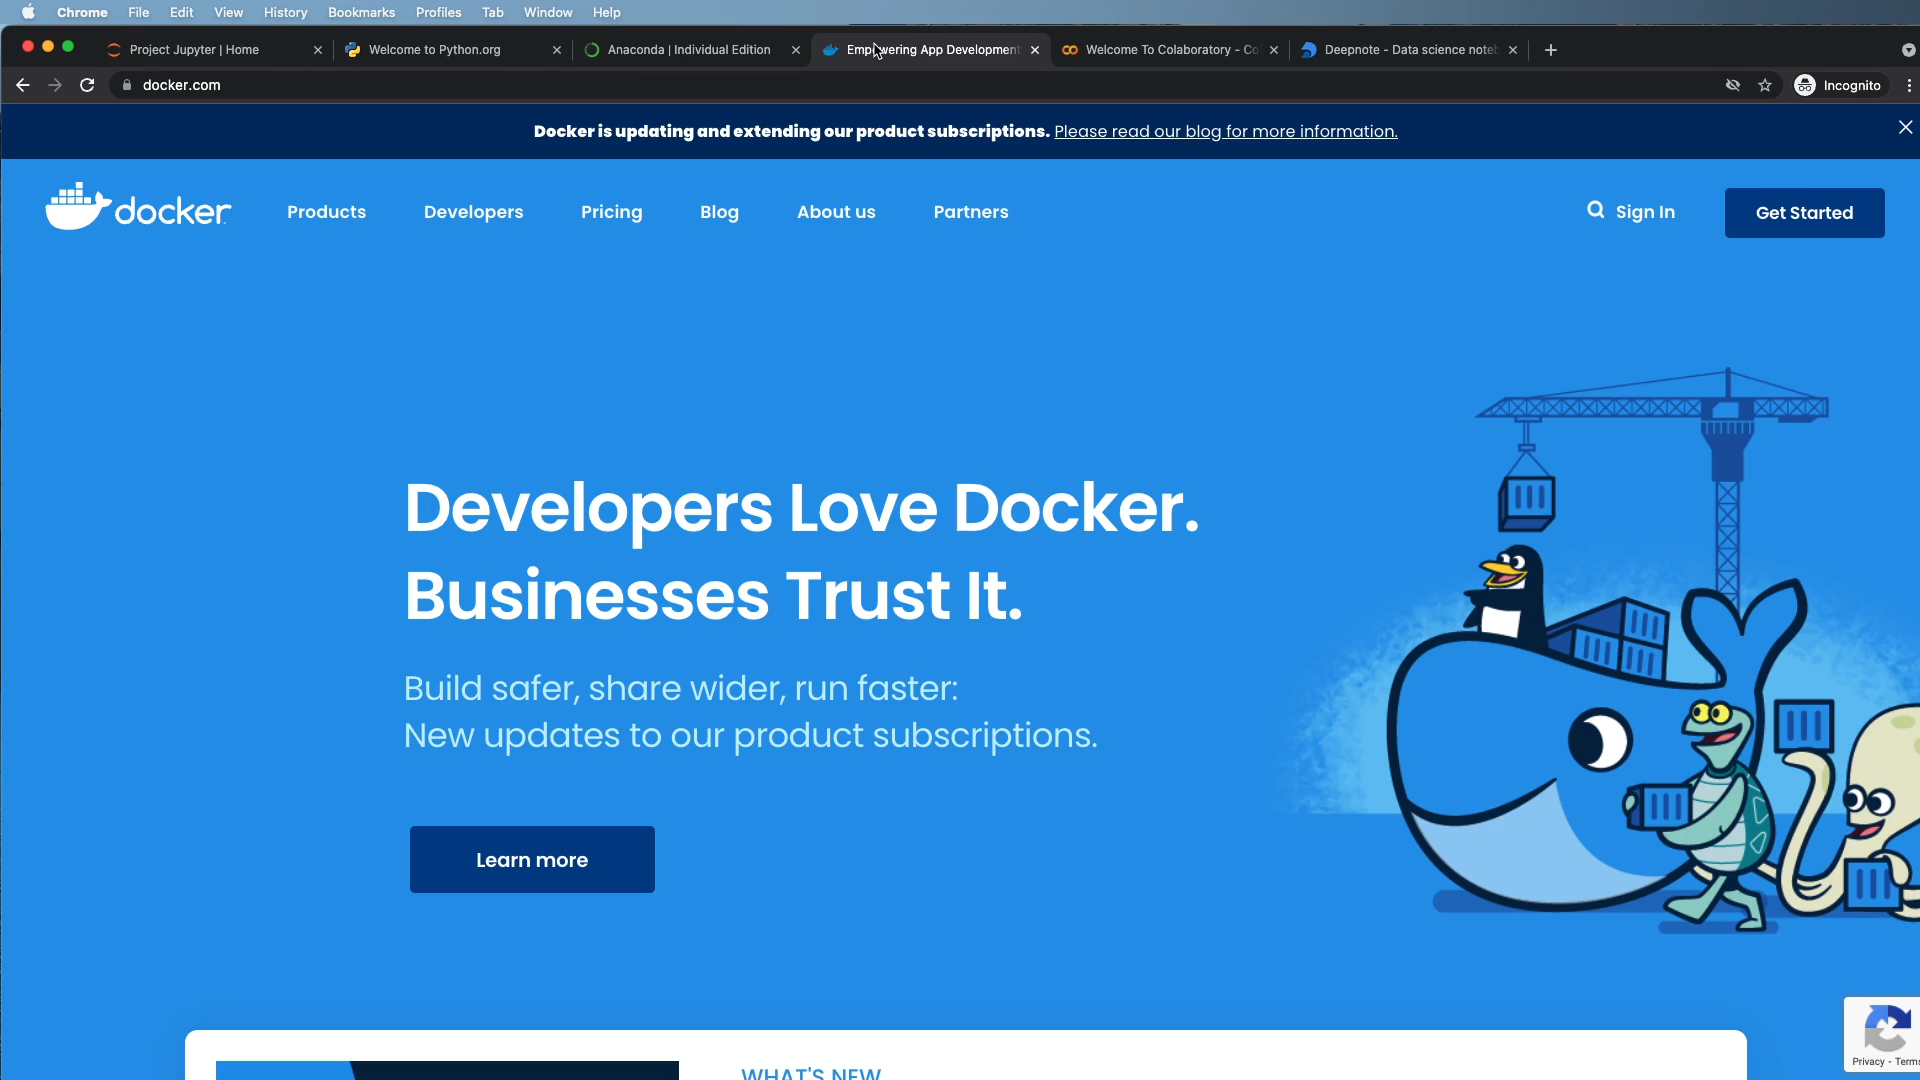 Chrome File Edit View History Bookmarks Profiles Tab Window Help
Project Jupyter | Home
Welcome to Python.org
Anaconda | Individual Edition
Empowering App Development
Welcome To Colaboratory - Co
Deepnote - Data science note
docker.com
Incognito
Docker is updating and extending our product subscriptions. Please read our blog for more information.
docker
Products Developers Pricing Blog About us Partners
Sign In
Get Started
Developers Love Docker.
Businesses Trust It.
Build safer, share wider, run faster:
New updates to our product subscriptions.
Learn more
WHAT'S NEW
Privacy - Terms